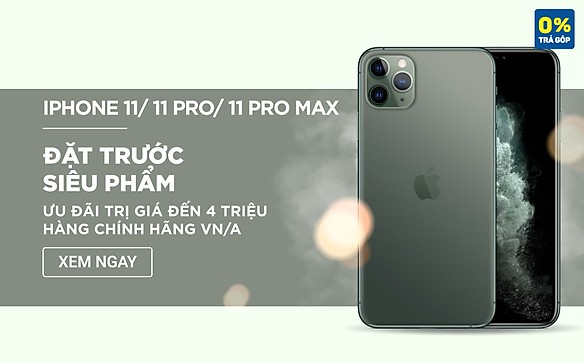 0%
TRẢ GÓP
IPHONE 11/ 11 PRO/ 11 PRO MAX
ĐẶT TRƯỚC
SIÊU PHẨM
ƯU ĐÃI TRỊ GIÁ ĐẾN 4 TRIỆU
HÀNG CHÍNH HÃNG VN/A
XEM NGAY